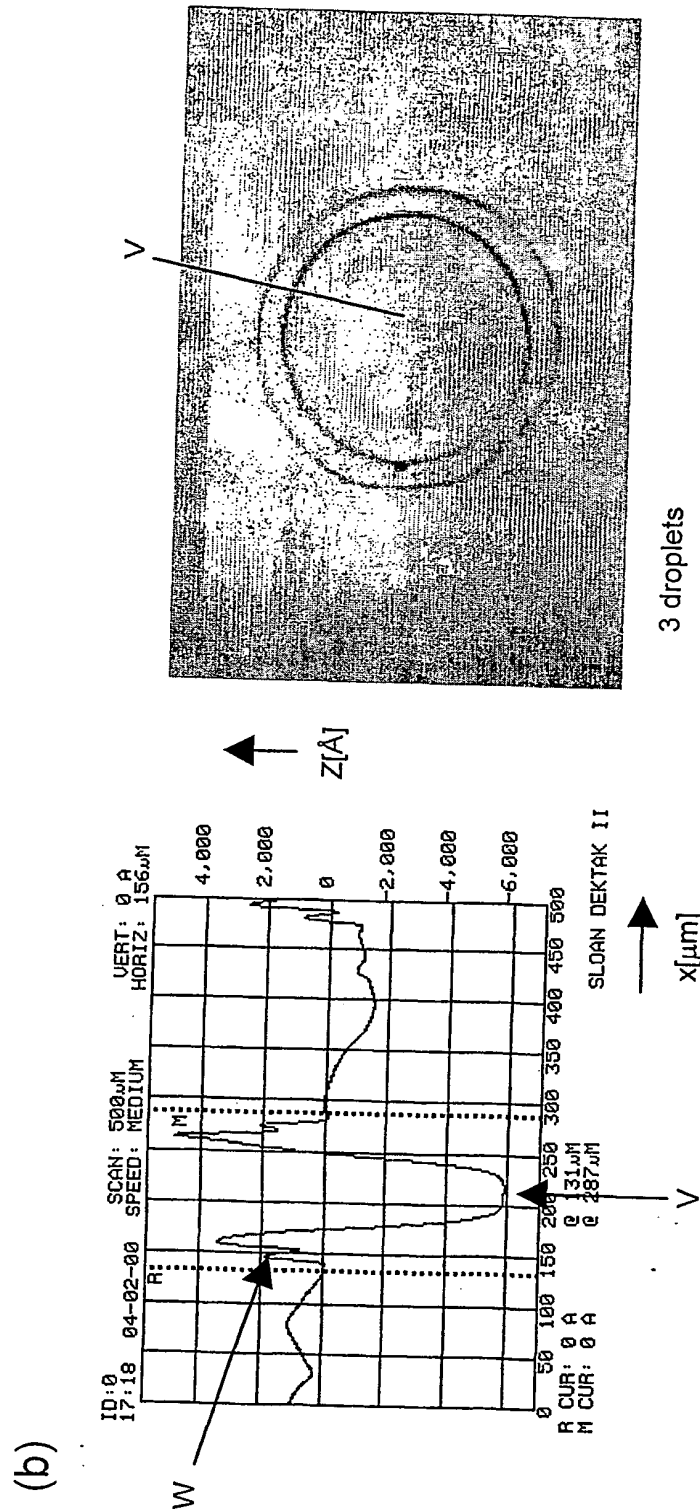 (b)
ID:0 SCAN: 500µM VERT: 0 A
17:18 04-02-00 SPEED: MEDIUM HORIZ: 156µM
R
M
W
4,000
2,000
0
-2,000
-4,000
-6,000
0 50 100 150 200 250 300 350 400 450 500
R CUR: 0 A @ 131µM
M CUR: 0 A @ 287µM
SLOAN DEKTAK II
V
x[µm]
Z[Å]
V
3 droplets